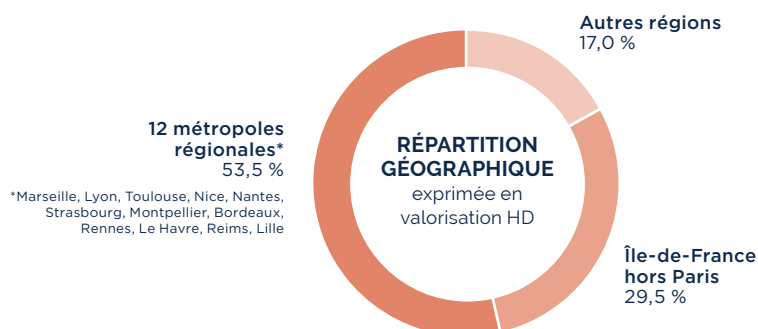 Autres régions
17,0 %
12 métropoles
régionales*
53,5 %
*Marseille, Lyon, Toulouse, Nice, Nantes,
Strasbourg, Montpellier, Bordeaux,
Rennes, Le Havre, Reims, Lille
RÉPARTITION
GÉOGRAPHIQUE
exprimée en
valorisation HD
Île-de-France
hors Paris
29,5 %